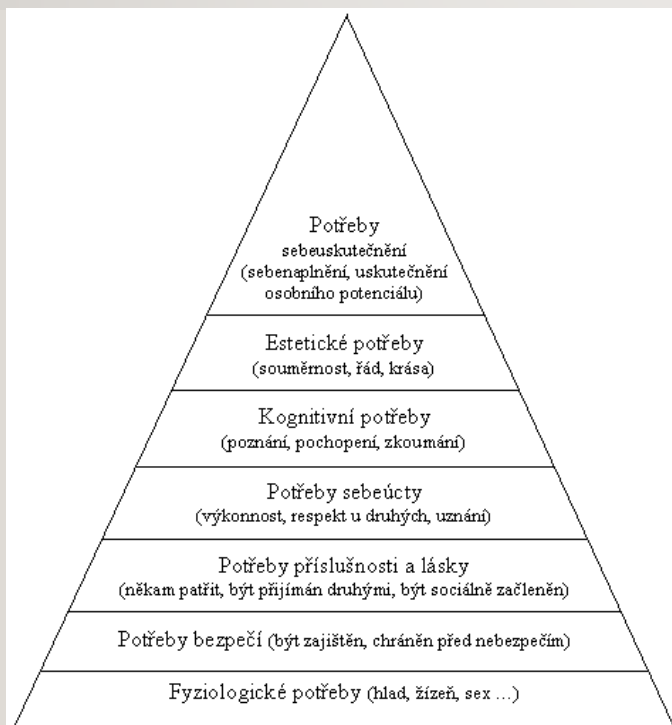 Potřeby
sebeuskutečnění
(sebenaplnění, uskutečnění
osobního potenciálu)
Estetické potřeby
(souměrnost, řád, krása)
Kognitivní potřeby
(poznání, pochopení, zkoumání)
Potřeby sebeúcty
(výkonnost, respekt u druhých, uznání)
Potřeby příslušnosti a lásky
(někam patřit, být přijímán druhými, být sociálně začleněn)
Potřeby bezpečí (být zajištěn, chráněn před nebezpečím)
Fyziologické potřeby (hlad, žízeň, sex ...)